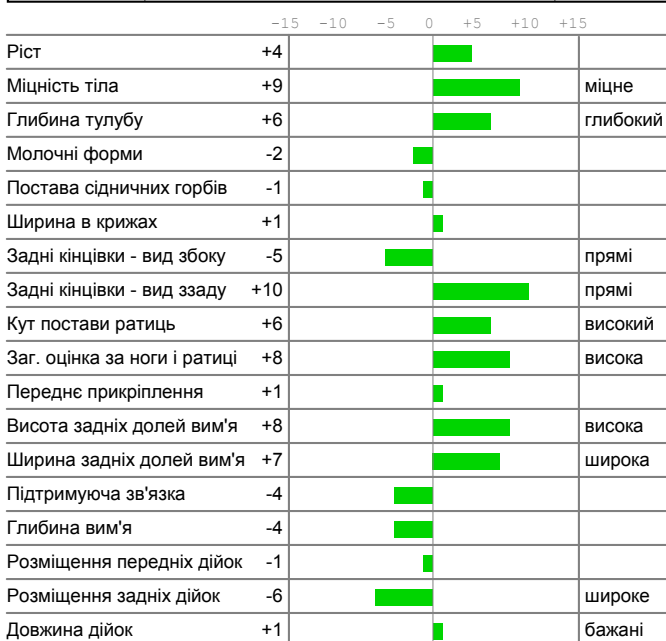 -15 -10 -5 0 +5 +10 +15
Ріст +4
Міцність тіла +9 міцне
Глибина тулубу +6 глибокий
Молочні форми -2
Постава сідничних горбів -1
Ширина в крижах +1
Задні кінцівки - вид збоку -5 прямі
Задні кінцівки - вид ззаду +10 прямі
Кут постави ратиць +6 високий
Заг. оцінка за ноги і ратиці +8 висока
Переднє прикріплення +1
Висота задніх долей вим'я +8 висока
Ширина задніх долей вим'я +7 широка
Підтримуюча зв'язка -4
Глибина вим'я -4
Розміщення передніх дійок -1
Розміщення задніх дійок -6 широке
Довжина дійок +1 бажані